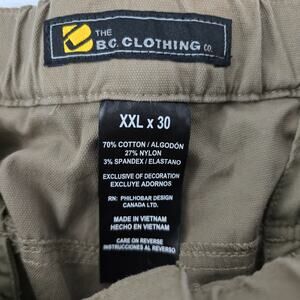 THE
B.C. CLOTHING CO.
XXL x 30
70% COTTON / ALGODÓN
27% NYLON
3% SPANDEX / ELASTANO
EXCLUSIVE OF DECORATION
EXCLUYE ADORNOS
RN: PHILHOBAR DESIGN
CANADA LTD.
MADE IN VIETNAM
HECHO EN VIETNAM
CARE ON REVERSE
INSTRUCCIONES AL REVERSO